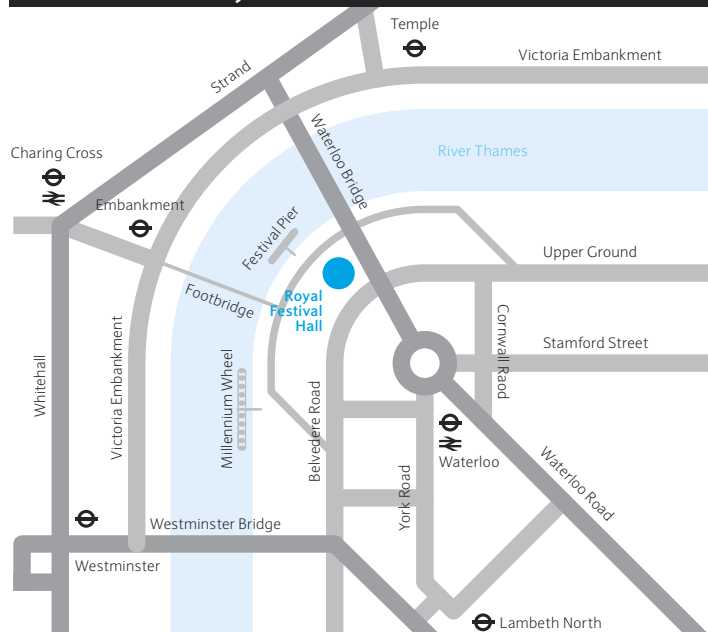 Temple
Victoria Embankment
Strand
Waterloo Bridge
River Thames
Charing Cross
Embankment
Festival Pier
Upper Ground
Footbridge
Royal
Festival
Hall
Cornwall Raod
Stamford Street
Whitehall
Victoria Embankment
Millennium Wheel
Belvedere Road
York Road
Waterloo
Waterloo Road
Westminster Bridge
Westminster
Lambeth North